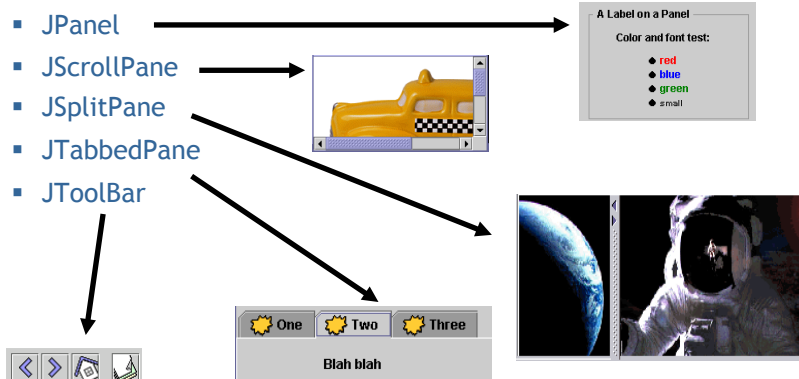 JPanel
JScrollPane
JSplitPane
JTabbedPane
JToolBar
A Label on a Panel
Color and font test:
red
blue
green
small
One Two Three
Blah blah